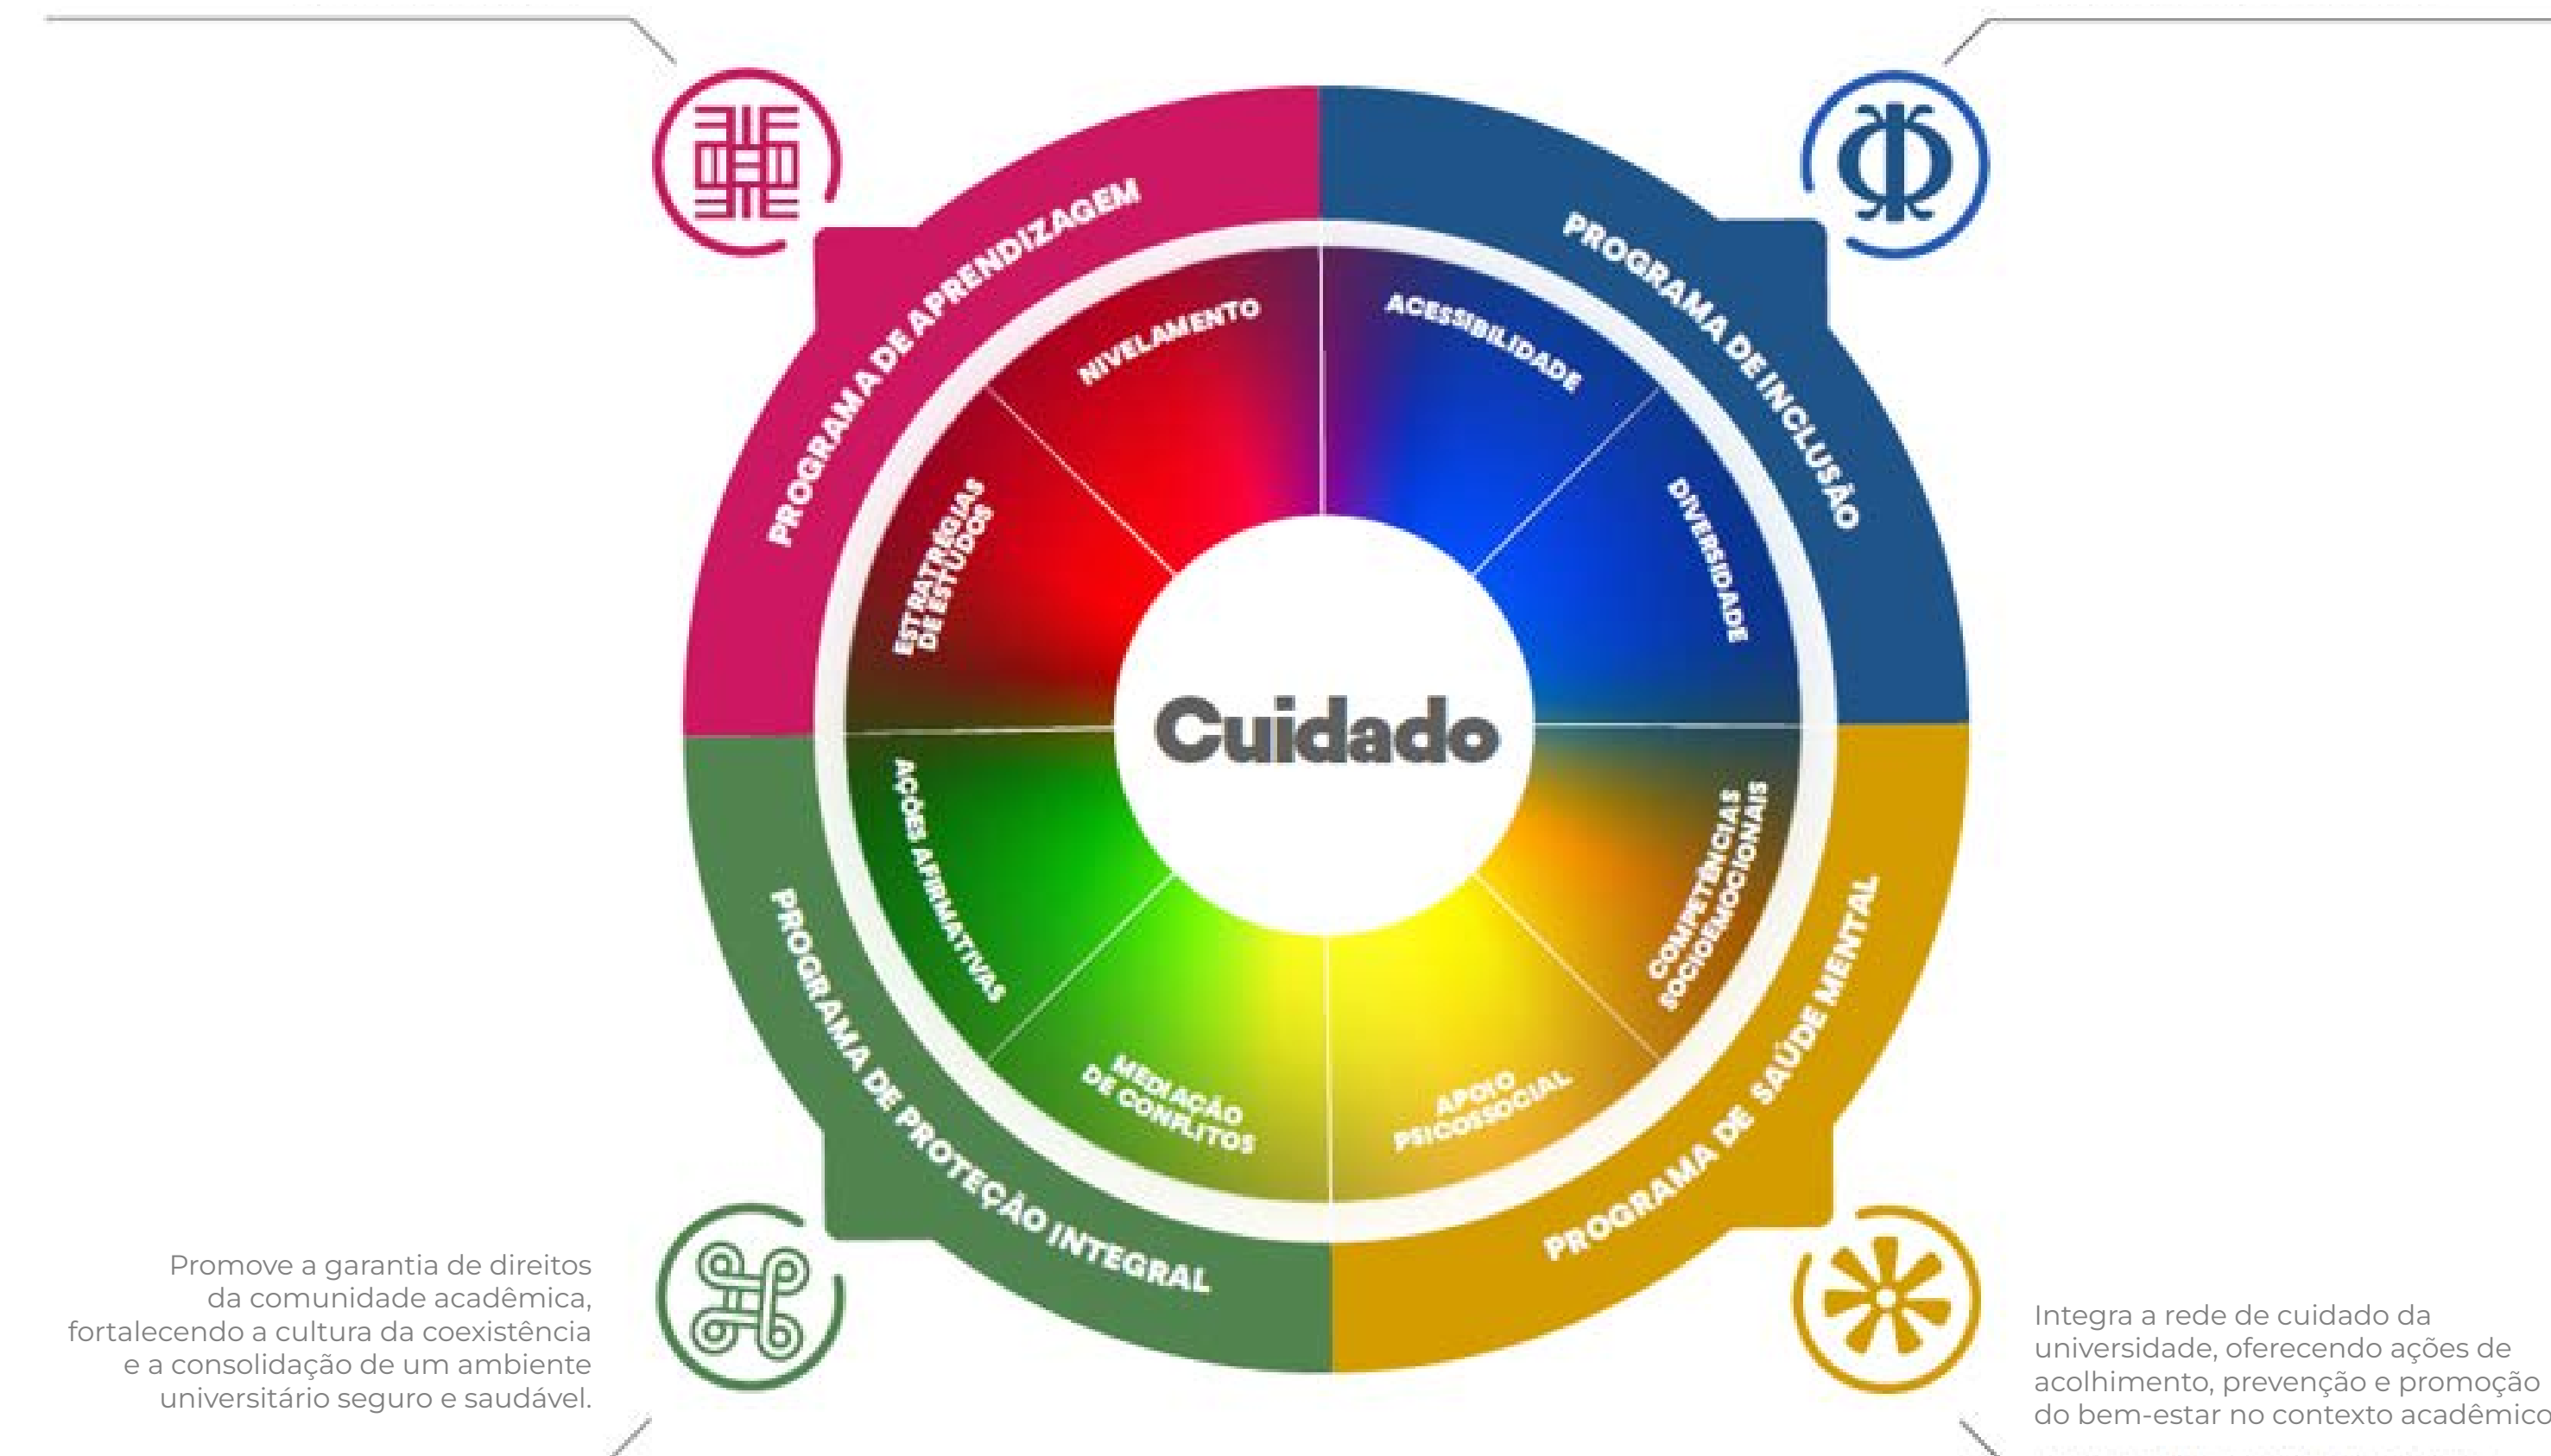 PROGRAMA DE APRENDIZAGEM
PROGRAMA DE INCLUSÃO
NIVELAMENTO
ACESSIBILIDADE
ESTRATRÉGIAS
DE ESTUDOS
DIVERSIDADE
Cuidado
AÇÕES AFIRMATIVAS
COMPETÊNCIAS
SOCIOEMOCIONAIS
MEDIAÇÃO
DE CONFLITOS
APOIO
PSICOSSOCIAL
PROGRAMA DE PROTEÇÃO INTEGRAL
PROGRAMA DE SAÚDE MENTAL
Promove a garantia de direitos
da comunidade acadêmica,
fortalecendo a cultura da coexistência
e a consolidação de um ambiente
universitário seguro e saudável.
Integra a rede de cuidado da
universidade, oferecendo ações de
acolhimento, prevenção e promoção
do bem-estar no contexto acadêmico